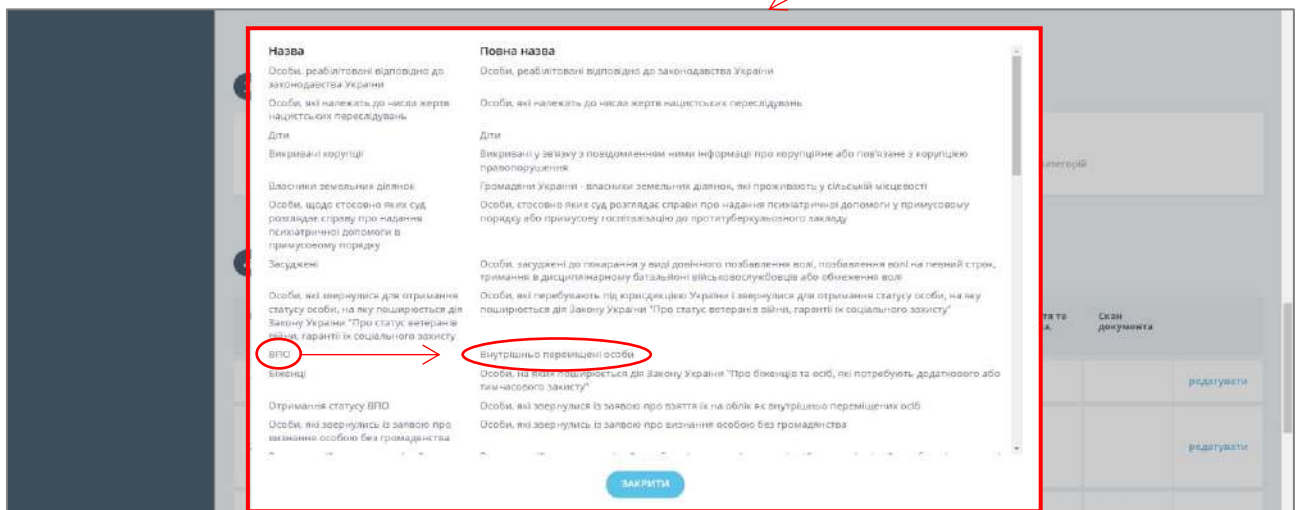 Назва Повна назва
Особи, реабілітовані відповідно до Особи, реабілітовані відповідно до законодавства України
законодавства України
Особи, які належать до числа жертв Особи, які належать до числа жертв нацистських переслідувань
нацистських переслідувань
Діти Діти
Викривачі корупції Викривачі у зв'язку з повідомленням ними інформації про корупційне або пов'язане з корупцією
правопорушення
категорій
Власники земельних ділянок Громадяни України - власники земельних ділянок, які проживають у сільській місцевості
Особи, щодо стосовно яких суд Особи, стосовно яких суд розглядає справи про надання психіатричної допомоги у примусовому
розглядає справу про надання порядку або примусову госпіталізацію до протитуберкульозного закладу
психіатричної допомоги в
примусовому порядку
Засуджені Особи, засуджені до покарання у виді довічного позбавлення волі, позбавлення волі на певний строк,
тримання в дисциплінарному батальйоні військовослужбовців або обмеження волі
Особи, які звернулися для отримання Особи, які перебувають під юрисдикцією України і звернулися для отримання статусу особи, на яку
статусу особи, на яку поширюється дія поширюється дія Закону України "Про статус ветеранів війни, гарантії їх соціального захисту"
Закону України "Про статус ветеранів
війни, гарантії їх соціального захисту
тя та Скан
документа
ВПО Внутрішньо переміщені особи
Біженці Особи, на яких поширюється дія Закону України "Про біженців та осіб, які потребують додаткового або
тимчасового захисту"
редагувати
Отримання статусу ВПО Особи, які звернулися із заявою про взяття їх на облік як внутрішньо переміщених осіб
Особи, які звернулись із заявою про Особи, які звернулись із заявою про визнання особою без громадянства
визнання особою без громадянства
редагувати
ЗАКРИТИ